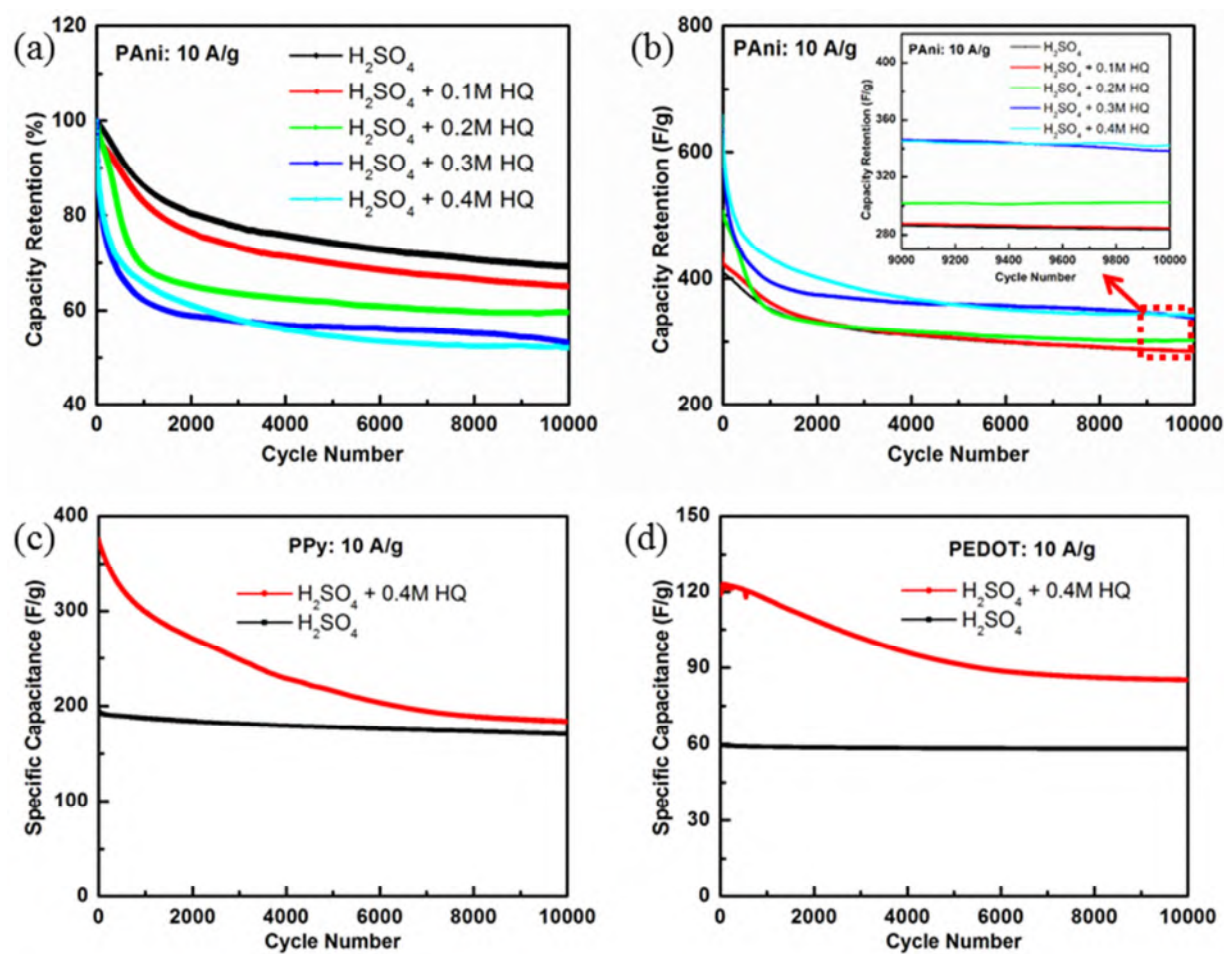 (a)
PAni: 10 A/g
H₂SO₄
H₂SO₄ + 0.1M HQ
H₂SO₄ + 0.2M HQ
H₂SO₄ + 0.3M HQ
H₂SO₄ + 0.4M HQ
Capacity Retention (%)
120
100
80
60
40
0 2000 4000 6000 8000 10000
Cycle Number
(b)
PAni: 10 A/g
Capacity Retention (F/g)
800
600
400
200
0 2000 4000 6000 8000 10000
Cycle Number
H₂SO₄
H₂SO₄ + 0.1M HQ
H₂SO₄ + 0.2M HQ
H₂SO₄ + 0.3M HQ
H₂SO₄ + 0.4M HQ
Capacity Retention (F/g)
400
360
320
280
9000 9200 9400 9600 9800 10000
Cycle Number
(c)
PPy: 10 A/g
H₂SO₄ + 0.4M HQ
H₂SO₄
Specific Capacitance (F/g)
400
300
200
100
0
0 2000 4000 6000 8000 10000
Cycle Number
(d)
PEDOT: 10 A/g
H₂SO₄ + 0.4M HQ
H₂SO₄
Specific Capacitance (F/g)
150
120
90
60
30
0
0 2000 4000 6000 8000 10000
Cycle Number